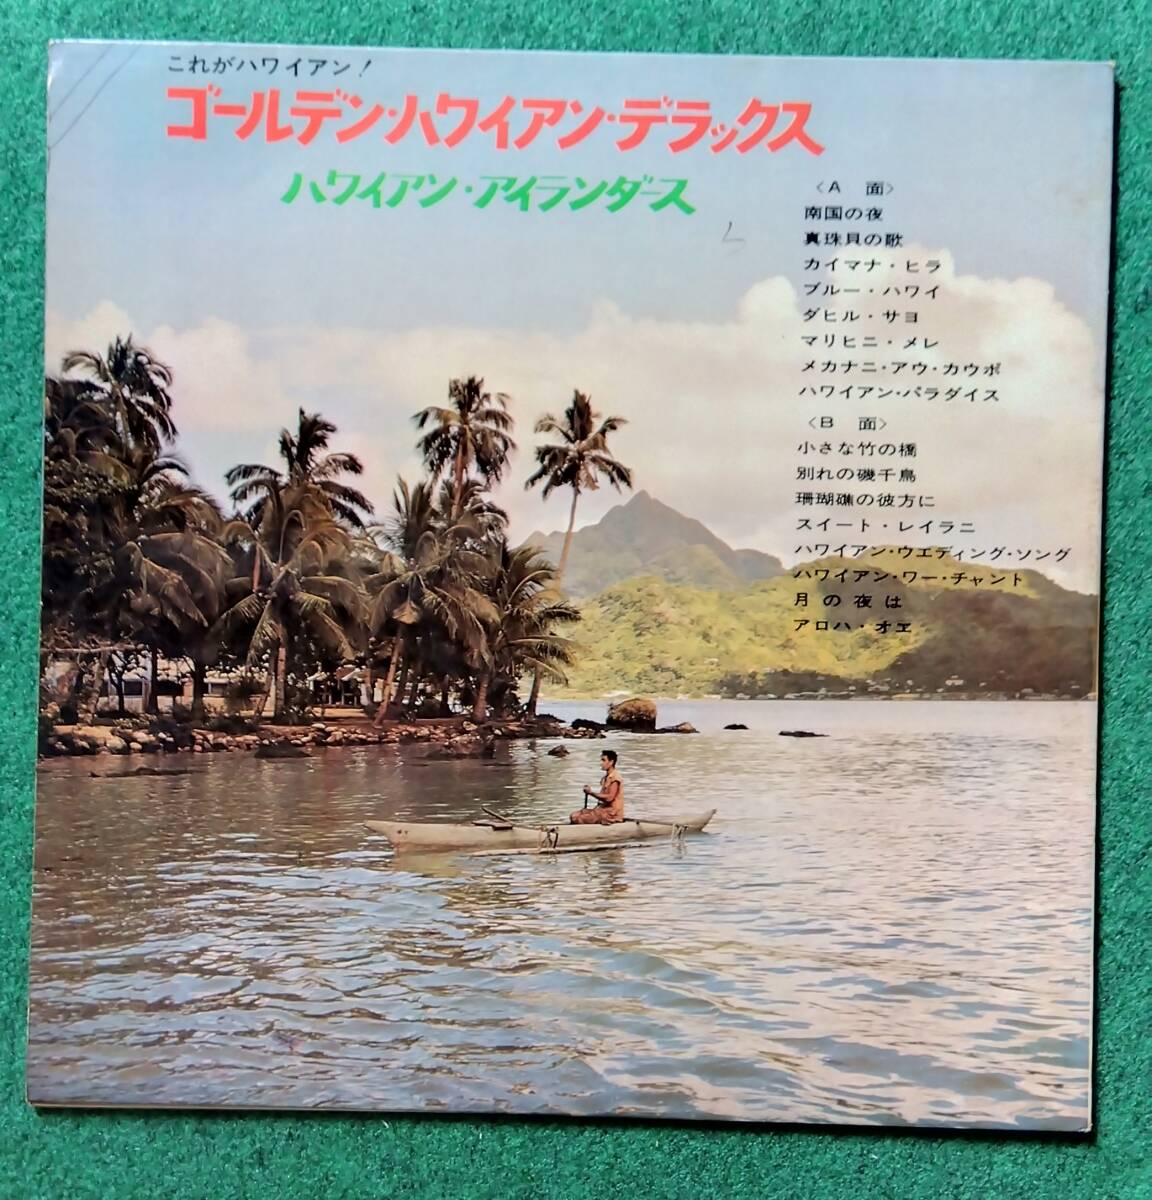 これがハワイアン!
ゴールデン・ハワイアン・デラックス
ハワイアン・アイランダース
〈A 面〉
南国の夜
真珠貝の歌
カイマナ・ヒラ
ブルー・ハワイ
ダヒル・サヨ
マリヒニ・メレ
メカナニ・アウ・カウポ
ハワイアン・パラダイス
〈B 面〉
小さな竹の橋
別れの磯千鳥
珊瑚礁の彼方に
スイート・レイラニ
ハワイアン・ウエディング・ソング
ハワイアン・ワー・チャント
月の夜は
アロハ・オエ